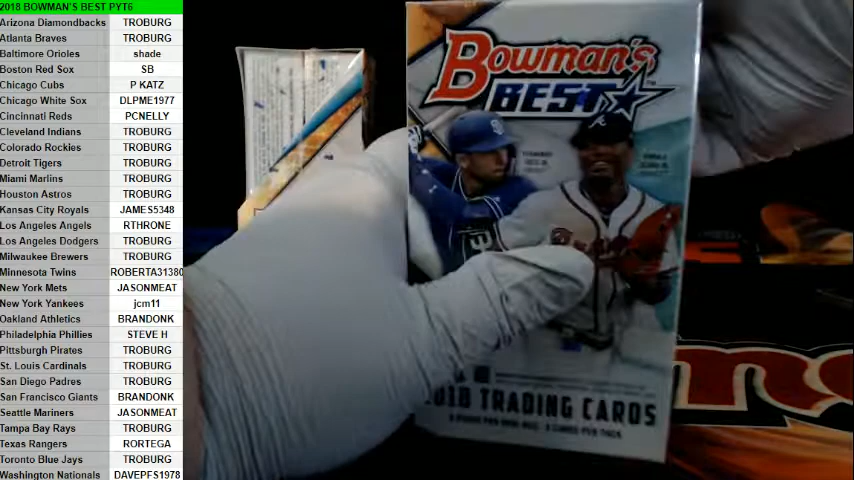 2018 BOWMAN'S BEST PYT6
Arizona Diamondbacks TROBURG
Atlanta Braves TROBURG
Baltimore Orioles shade
Boston Red Sox SB
Chicago Cubs P KATZ
Chicago White Sox DLPME1977
Cincinnati Reds PCNELLY
Cleveland Indians TROBURG
Colorado Rockies TROBURG
Detroit Tigers TROBURG
Miami Marlins TROBURG
Houston Astros TROBURG
Kansas City Royals JAMES5348
Los Angeles Angels RTHRONE
Los Angeles Dodgers TROBURG
Milwaukee Brewers TROBURG
Minnesota Twins ROBERTA31380
New York Mets JASONMEAT
New York Yankees jcm11
Oakland Athletics BRANDONK
Philadelphia Phillies STEVE H
Pittsburgh Pirates TROBURG
St. Louis Cardinals TROBURG
San Diego Padres TROBURG
San Francisco Giants BRANDONK
Seattle Mariners JASONMEAT
Tampa Bay Rays TROBURG
Texas Rangers RORTEGA
Toronto Blue Jays TROBURG
Washington Nationals DAVEPFS1978
Bowman's
BEST
2018 TRADING CARDS